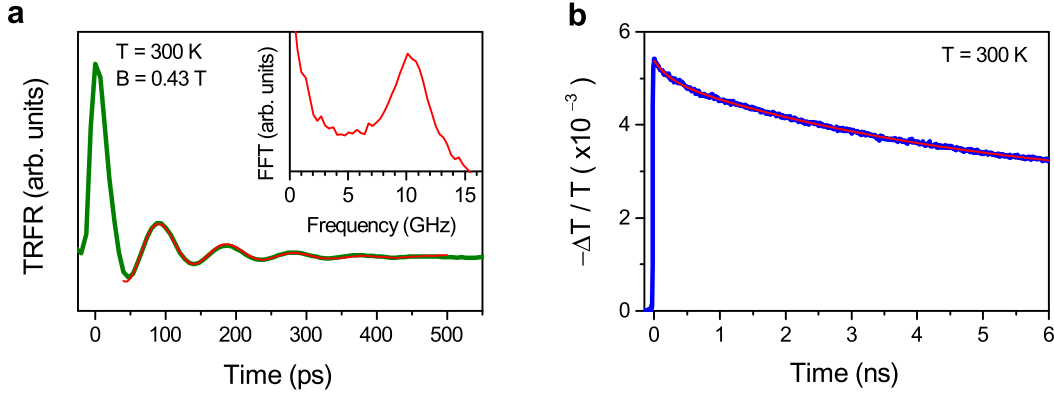 a
T = 300 K
B = 0.43 T
TRFR (arb. units)
0 100 200 300 400 500
Time (ps)
FFT (arb. units)
0 5 10 15
Frequency (GHz)
b
T = 300 K
−ΔT / T ( x10⁻³ )
6
4
2
0
0 1 2 3 4 5 6
Time (ns)